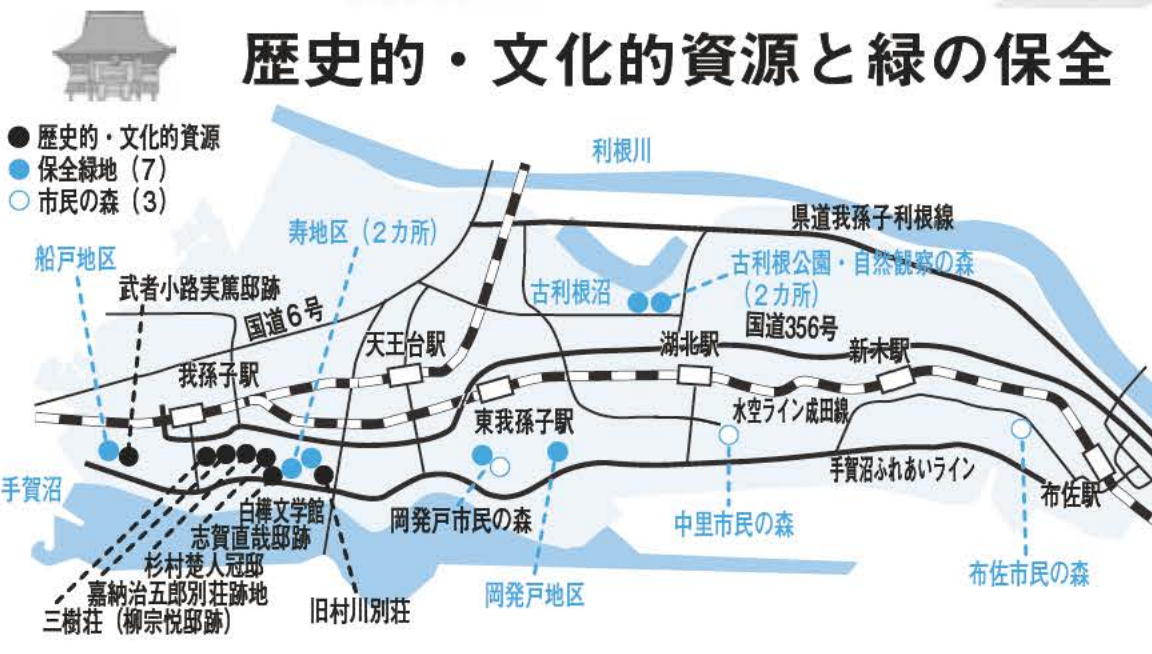 歴史的・文化的資源と緑の保全
●歴史的・文化的資源
●保全緑地（7）
○市民の森（3）
利根川
県道我孫子利根線
寿地区（2カ所）
船戸地区
武者小路実篤邸跡
古利根公園・自然観察の森
（2カ所）
古利根沼
国道6号
国道356号
天王台駅
湖北駅
新木駅
我孫子駅
東我孫子駅
水空ライン成田線
手賀沼ふれあいライン
手賀沼
布佐駅
白樺文学館
志賀直哉邸跡
杉村楚人冠邸
嘉納治五郎別荘跡地
三樹荘（柳宗悦邸跡）
旧村川別荘
岡発戸市民の森
岡発戸地区
中里市民の森
布佐市民の森